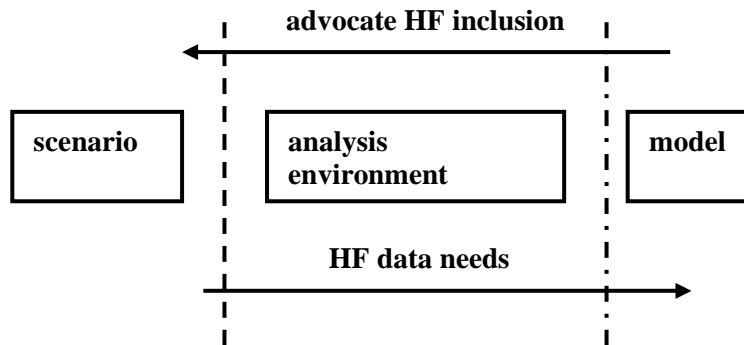 advocate HF inclusion
scenario
analysis
environment
model
HF data needs